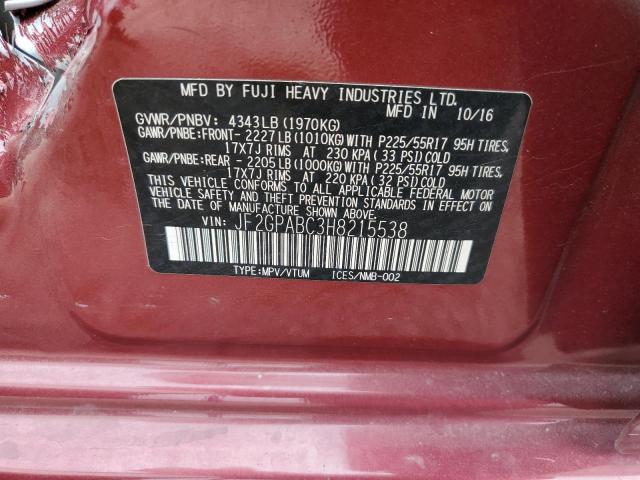 MFD BY FUJI HEAVY INDUSTRIES LTD.
MFD IN 10/16
GVWR/PNBV: 4343LB (1970KG)
GAWR/PNBE:FRONT- 2227LB (1010KG)WITH P225/55R17 95H TIRES,
17X7J RIMS AT 230 KPA (33 PSI)COLD
GAWR/PNBE:REAR - 2205LB (1000KG)WITH P225/55R17 95H TIRES,
17X7J RIMS AT 220 KPA (32 PSI)COLD
THIS VEHICLE CONFORMS TO ALL APPLICABLE FEDERAL MOTOR
VEHICLE SAFETY AND THEFT PREVENTION STANDARDS IN EFFECT
ON THE DATE OF MANUFACTURE SHOWN ABOVE.
VIN: JF2GPABC3H8215538
TYPE:MPV/VTUM ICES/NMB-002